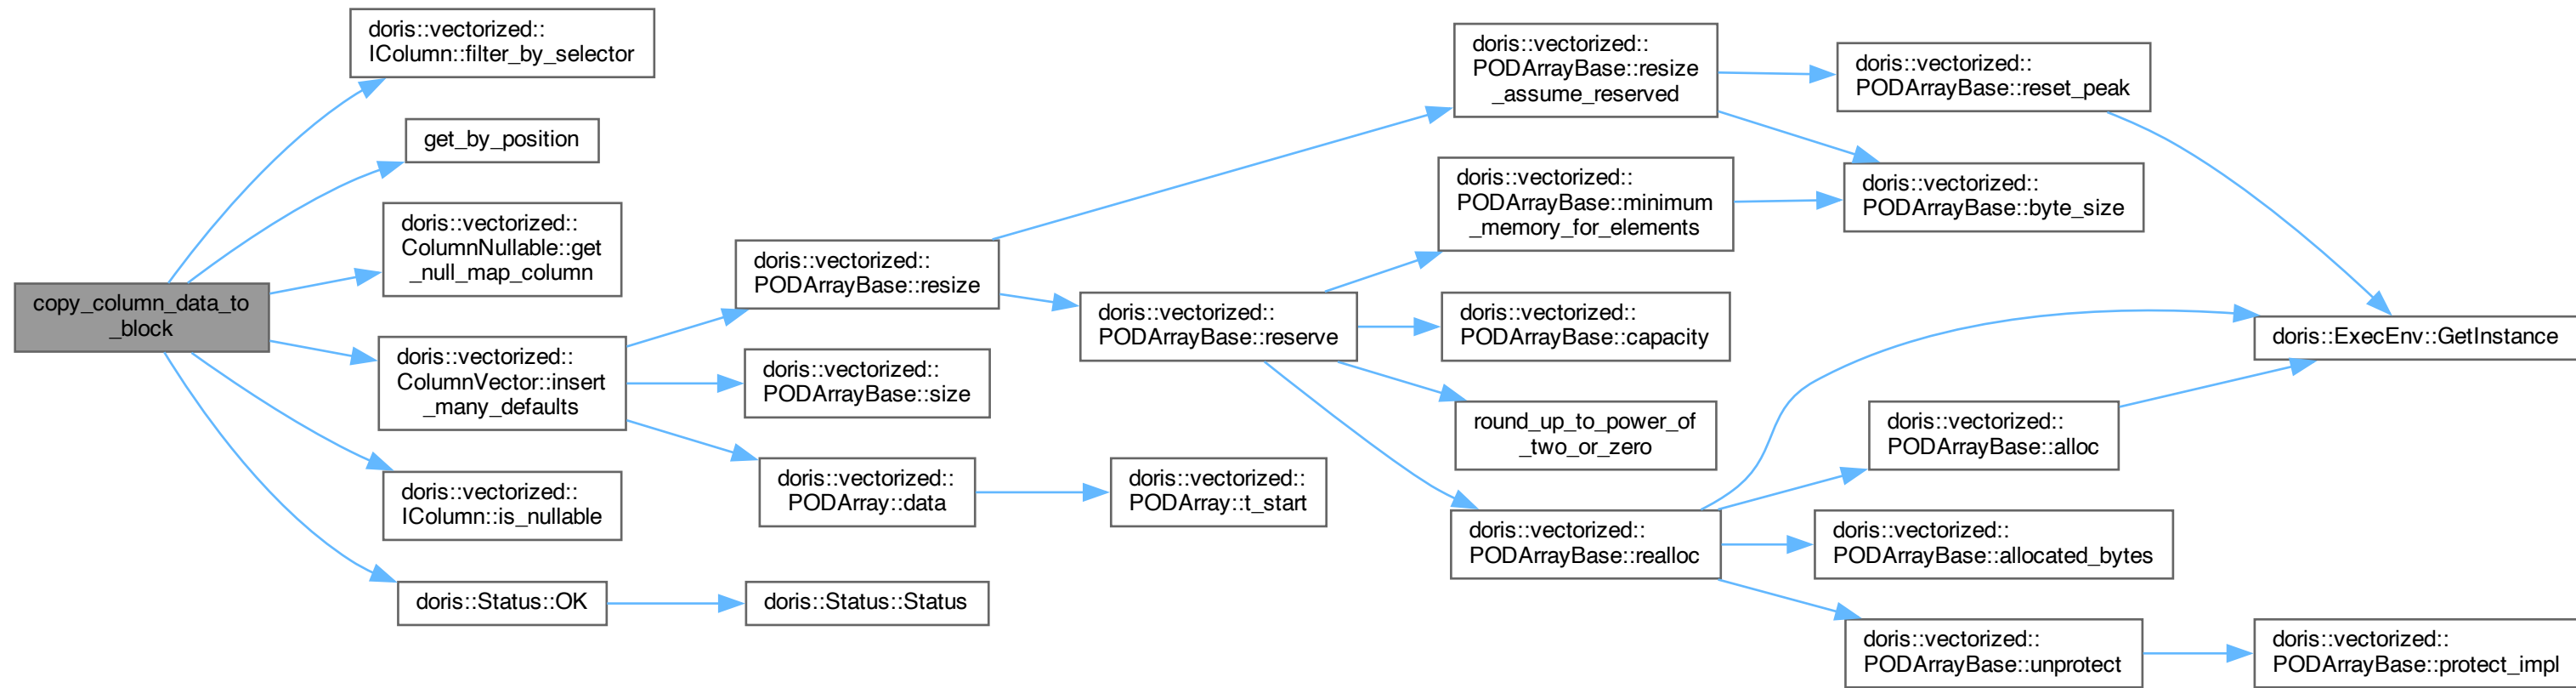 copy_column_data_to
_block
doris::vectorized::
IColumn::filter_by_selector
get_by_position
doris::vectorized::
ColumnNullable::get
_null_map_column
doris::vectorized::
ColumnVector::insert
_many_defaults
doris::vectorized::
IColumn::is_nullable
doris::Status::OK
doris::vectorized::
PODArrayBase::resize
doris::vectorized::
PODArrayBase::size
doris::vectorized::
PODArray::data
doris::Status::Status
doris::vectorized::
PODArrayBase::reserve
doris::vectorized::
PODArray::t_start
doris::vectorized::
PODArrayBase::resize
_assume_reserved
doris::vectorized::
PODArrayBase::minimum
_memory_for_elements
doris::vectorized::
PODArrayBase::capacity
round_up_to_power_of
_two_or_zero
doris::vectorized::
PODArrayBase::realloc
doris::vectorized::
PODArrayBase::reset_peak
doris::vectorized::
PODArrayBase::byte_size
doris::vectorized::
PODArrayBase::alloc
doris::vectorized::
PODArrayBase::allocated_bytes
doris::vectorized::
PODArrayBase::unprotect
doris::ExecEnv::GetInstance
doris::vectorized::
PODArrayBase::protect_impl